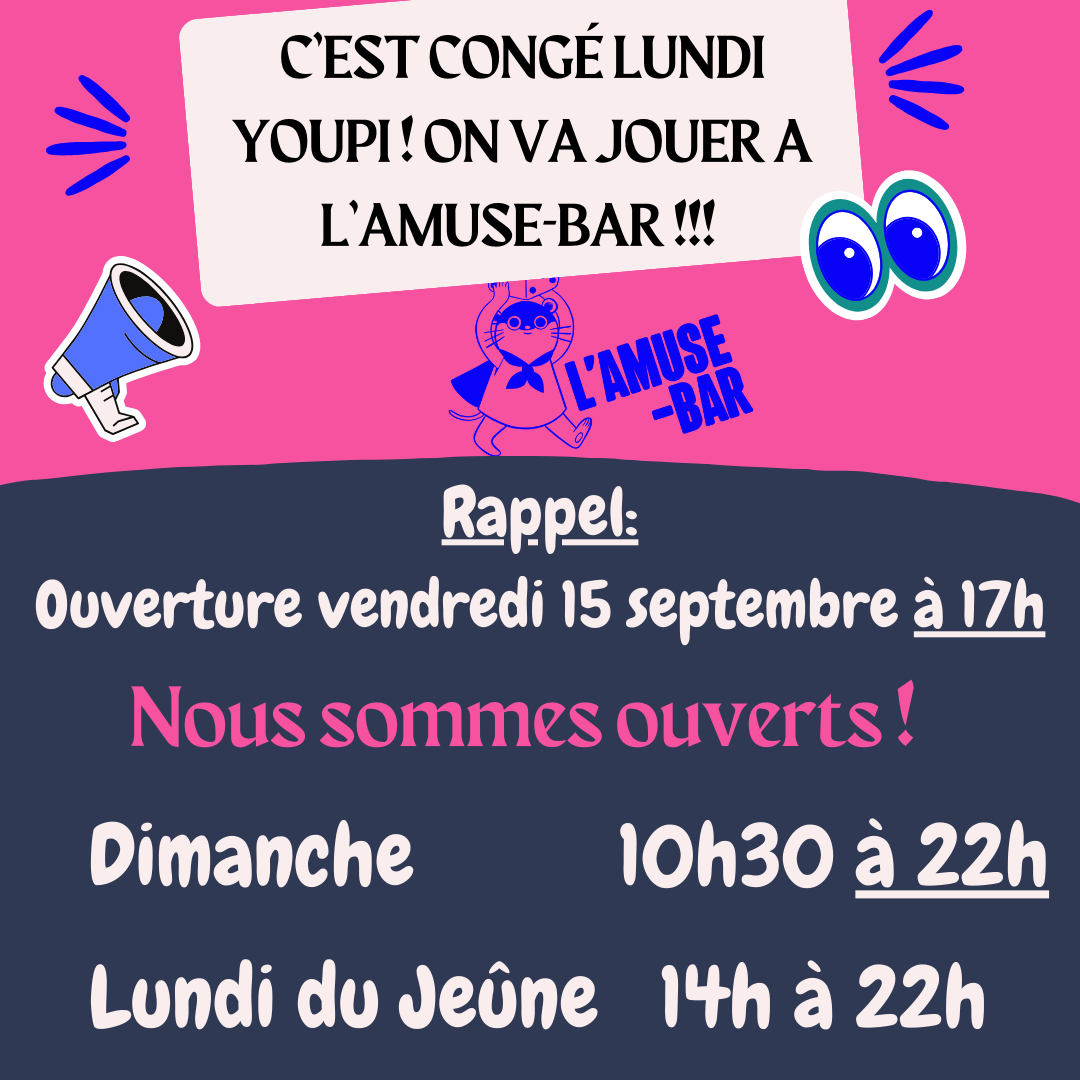 C'EST CONGÉ LUNDI
YOUPI ! ON VA JOUER A
L'AMUSE-BAR !!!
L'AMUSE
-BAR
Rappel:
Ouverture vendredi 15 septembre à 17h
Nous sommes ouverts !
Dimanche 10h30 à 22h
Lundi du Jeûne 14h à 22h